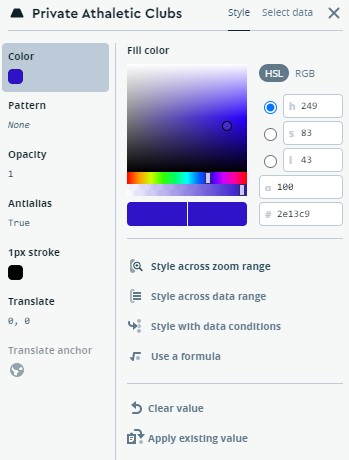 Private Athaletic Clubs
Style
Select data
Color
Pattern
None
Opacity
1
Antialias
True
1px stroke
Translate
0, 0
Translate anchor
Fill color
HSL
RGB
h 249
s 83
l 43
α 100
# 2e13c9
Style across zoom range
Style across data range
Style with data conditions
Use a formula
Clear value
Apply existing value